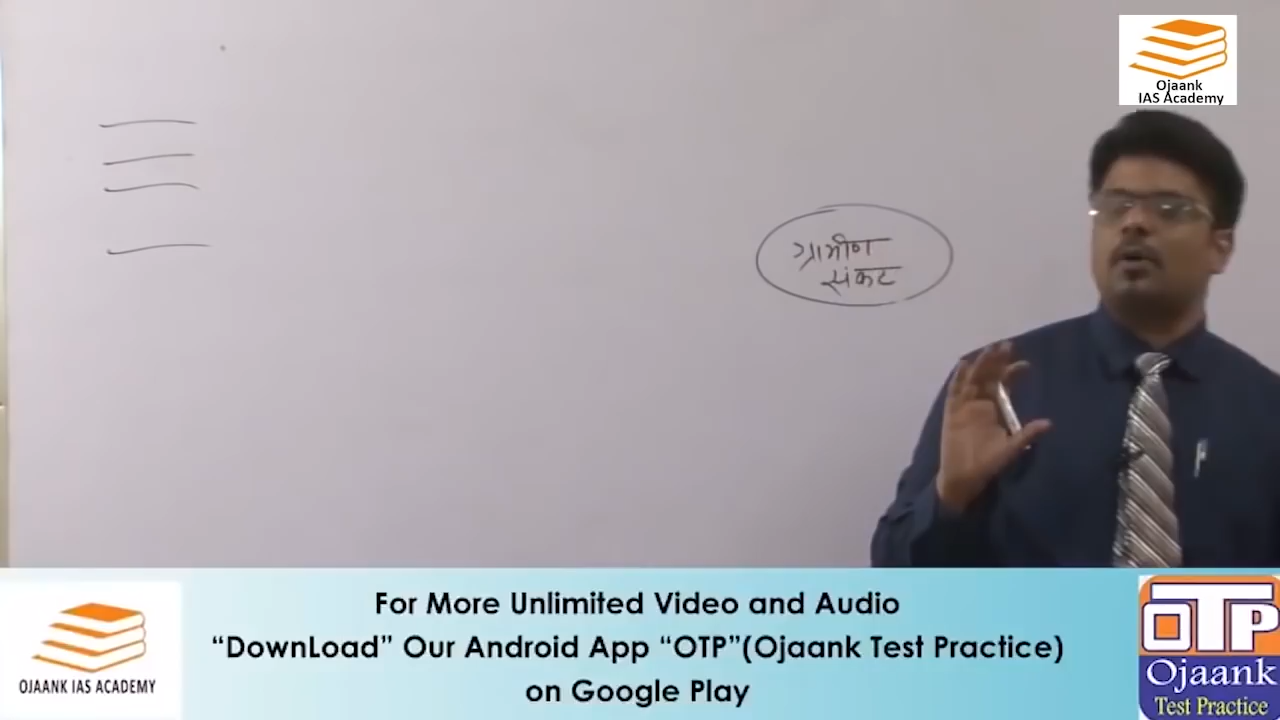 Ojaank
IAS Academy
ग्रामीण
संकट
For More Unlimited Video and Audio
“DownLoad” Our Android App “OTP”(Ojaank Test Practice)
on Google Play
OJAANK IAS ACADEMY
OTP
Ojaank
Test Practice